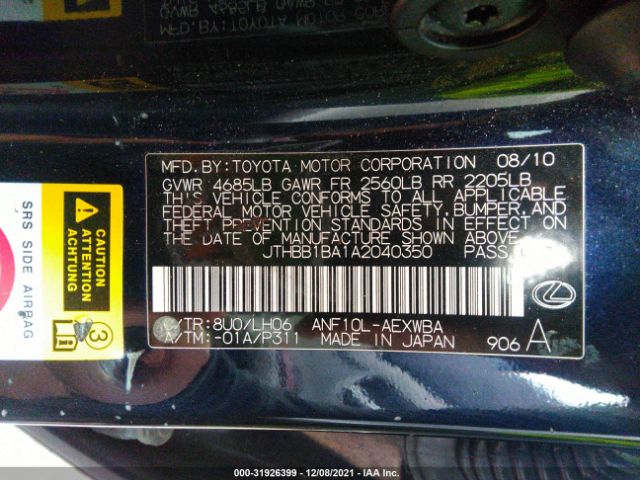 MFD.BY:TOYOTA MOTOR CORPORATION 08/10
GVWR 4685LB GAWR FR 2560LB RR 2205LB
THIS VEHICLE CONFORMS TO ALL APPLICABLE
FEDERAL MOTOR VEHICLE SAFETY, BUMPER, AND
THEFT PREVENTION STANDARDS IN EFFECT ON
THE DATE OF MANUFACTURE SHOWN ABOVE.
JTHBB1BA1A2040350 PASS.
/TR:8U0/LH06 ANF10L-AEXWBA
A/TM:-01A/P311 MADE IN JAPAN 906 A
SRS SIDE AIRBAG
3
000-31926399 - 12/08/2021 - IAA Inc.